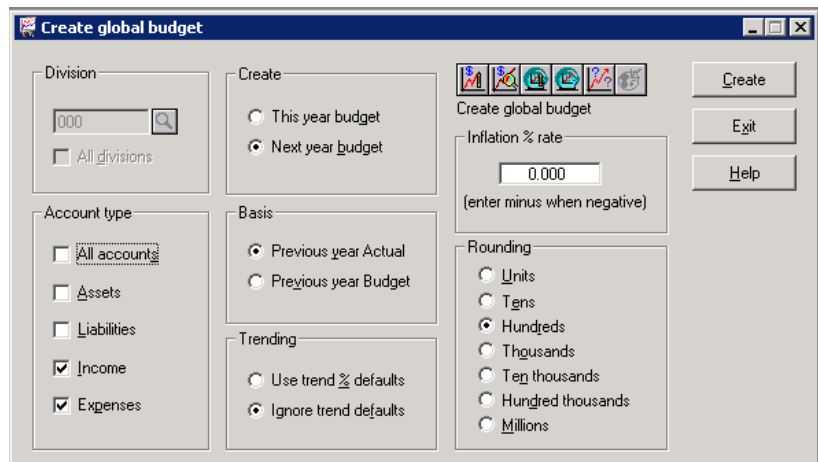 Create global budget
Division
000
All divisions
Account type
All accounts
Assets
Liabilities
Income
Expenses
Create
This year budget
Next year budget
Basis
Previous year Actual
Previous year Budget
Trending
Use trend % defaults
Ignore trend defaults
Create global budget
Inflation % rate
0.000
(enter minus when negative)
Rounding
Units
Tens
Hundreds
Thousands
Ten thousands
Hundred thousands
Millions
Create
Exit
Help